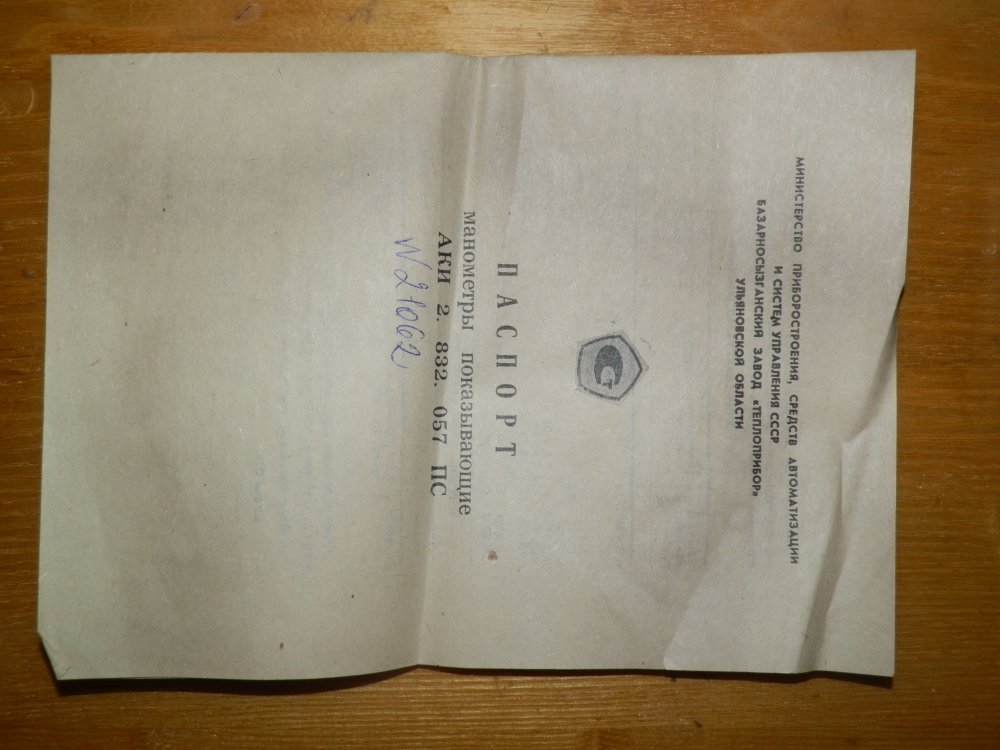 МИНИСТЕРСТВО ПРИБОРОСТРОЕНИЯ, СРЕДСТВ АВТОМАТИЗАЦИИ
И СИСТЕМ УПРАВЛЕНИЯ СССР
БАЗАРНОСЫЗГАНСКИЙ ЗАВОД «ТЕПЛОПРИБОР»
УЛЬЯНОВСКОЙ ОБЛАСТИ
ПАСПОРТ
манометры показывающие
АКИ 2. 832. 057 ПС
N 21062